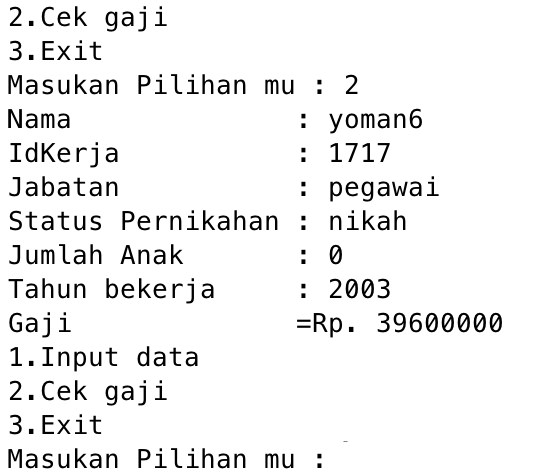 2.Cek gaji
3.Exit
Masukan Pilihan mu : 2
Nama              : yoman6
IdKerja           : 1717
Jabatan           : pegawai
Status Pernikahan : nikah
Jumlah Anak       : 0
Tahun bekerja     : 2003
Gaji              =Rp. 39600000
1.Input data
2.Cek gaji
3.Exit
Masukan Pilihan mu :